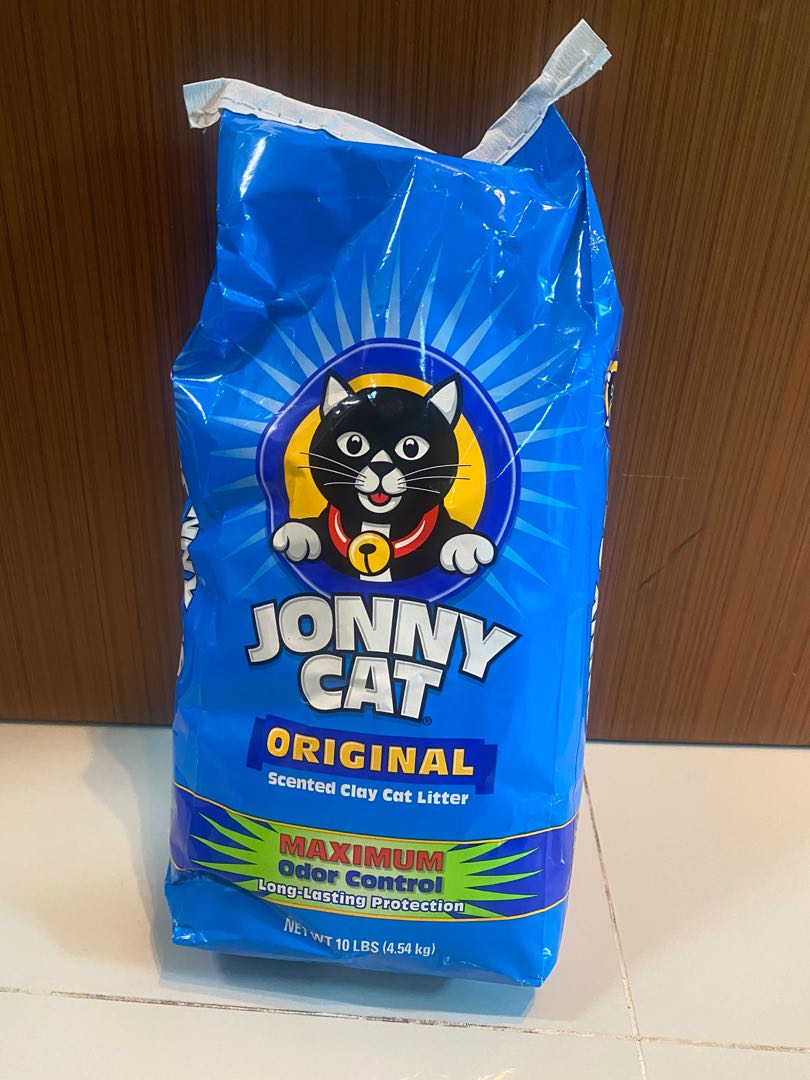 JONNY
CAT®
ORIGINAL
Scented Clay Cat Litter
MAXIMUM
Odor Control
Long-Lasting Protection
NET WT 10 LBS (4.54 kg)